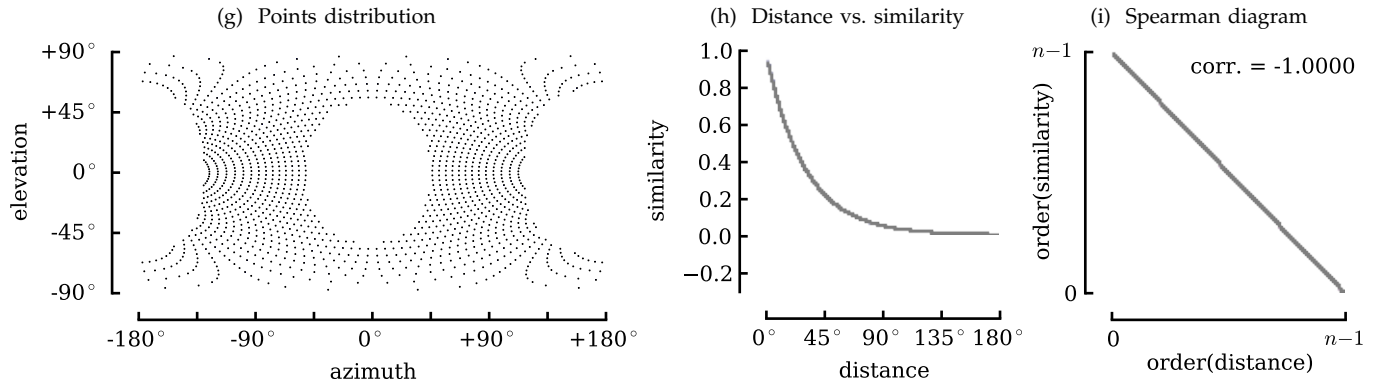 (g) Points distribution
+90°
+45°
0°
-45°
-90°
elevation
-180°
-90°
0°
+90°
+180°
azimuth
(h) Distance vs. similarity
1.0
0.8
0.6
0.4
0.2
0.0
−0.2
similarity
0°
45°
90°
135°
180°
distance
(i) Spearman diagram
n−1
corr. = -1.0000
0
order(similarity)
0
n−1
order(distance)